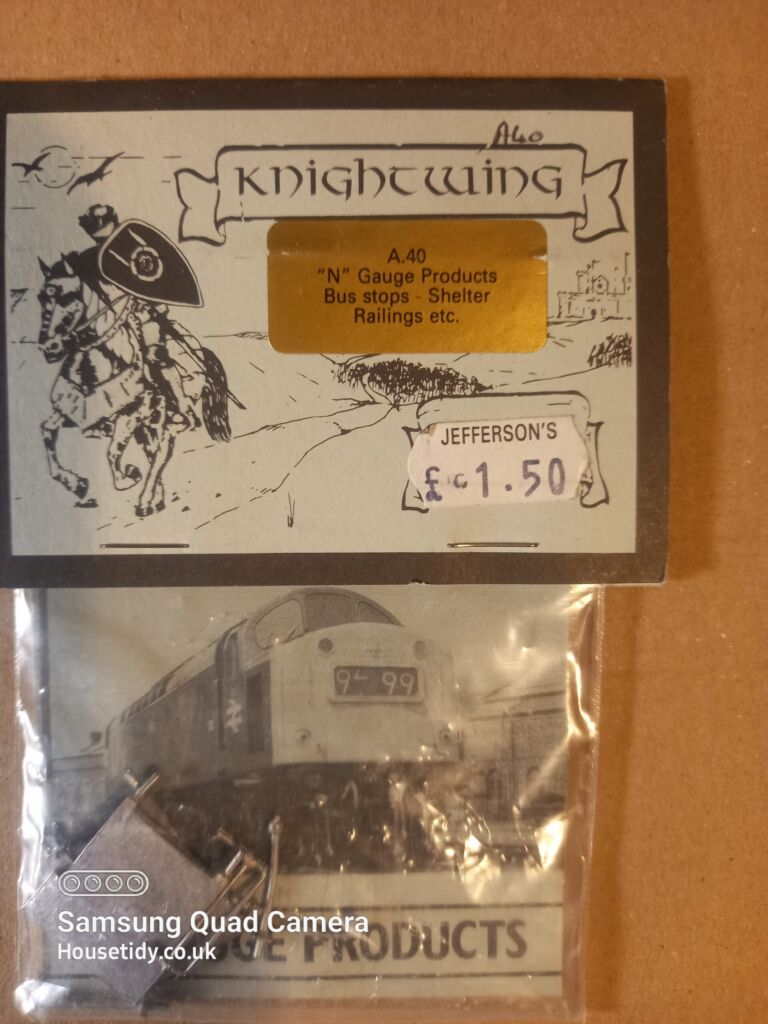 A40
KNIGHTWING
A.40
"N" Gauge Products
Bus stops - Shelter
Railings etc.
JEFFERSON'S
£1.50
99
PRODUCTS
Samsung Quad Camera
Housetidy.co.uk